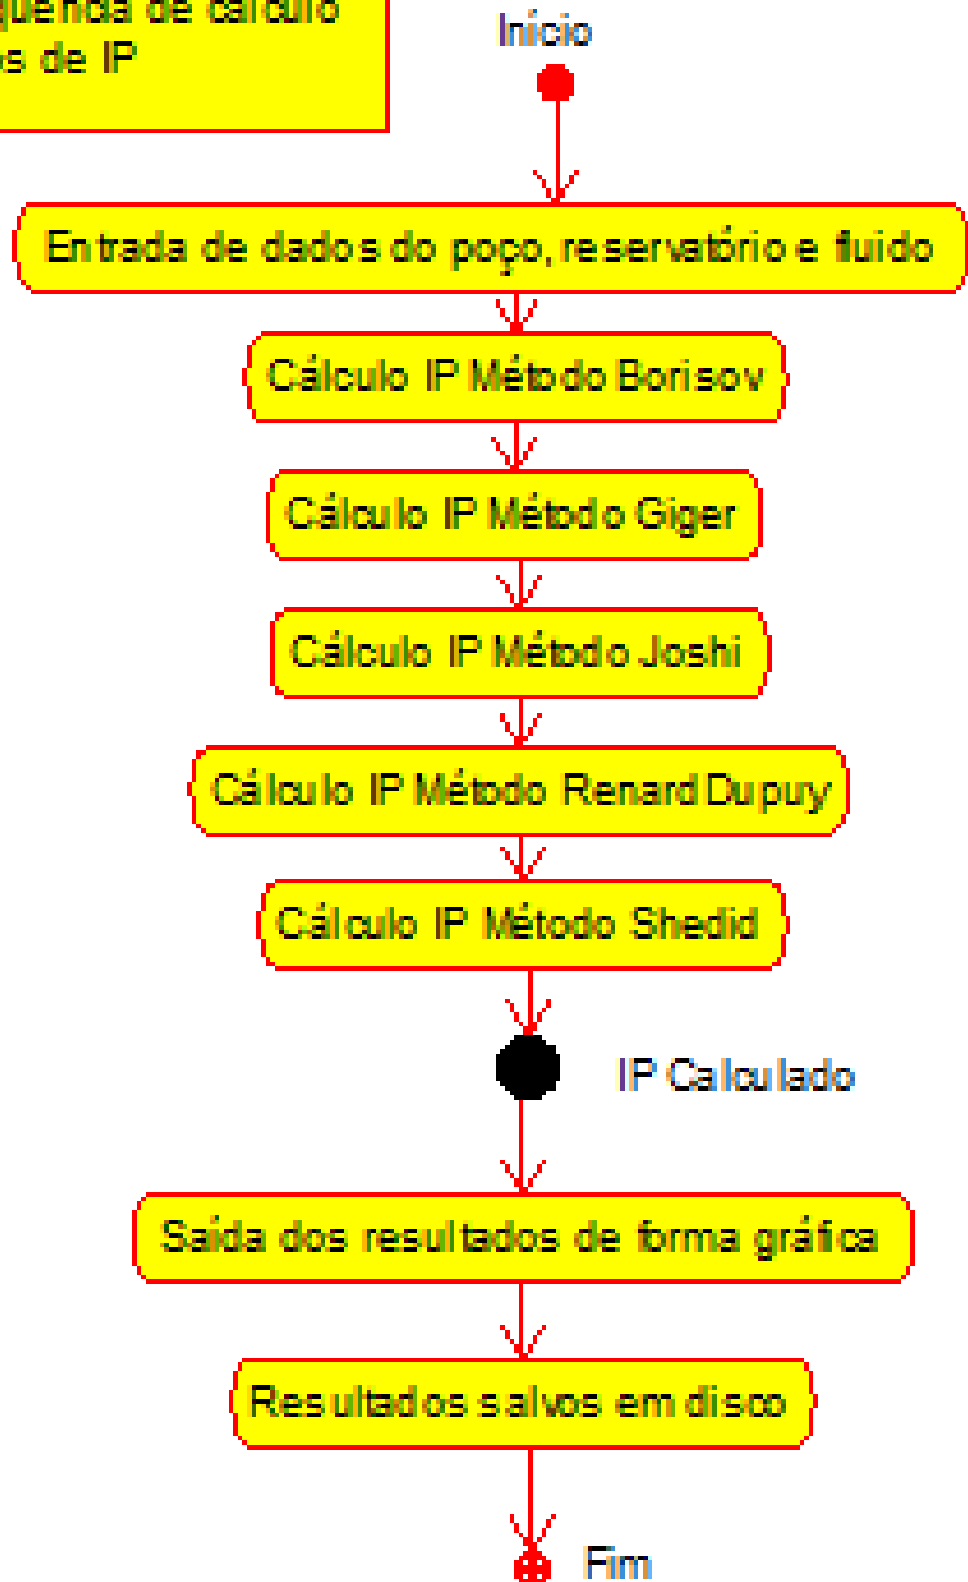 de cálculo
de IP
Início
Entrada de dados do poço, reservatório e fluido
Cálculo IP Método Borisov
Cálculo IP Método Giger
Cálculo IP Método Joshi
Cálculo IP Método Renard Dupuy
Cálculo IP Método Shedid
IP Calculado
Saída dos resultados de forma gráfica
Resultados salvos em disco
Fim